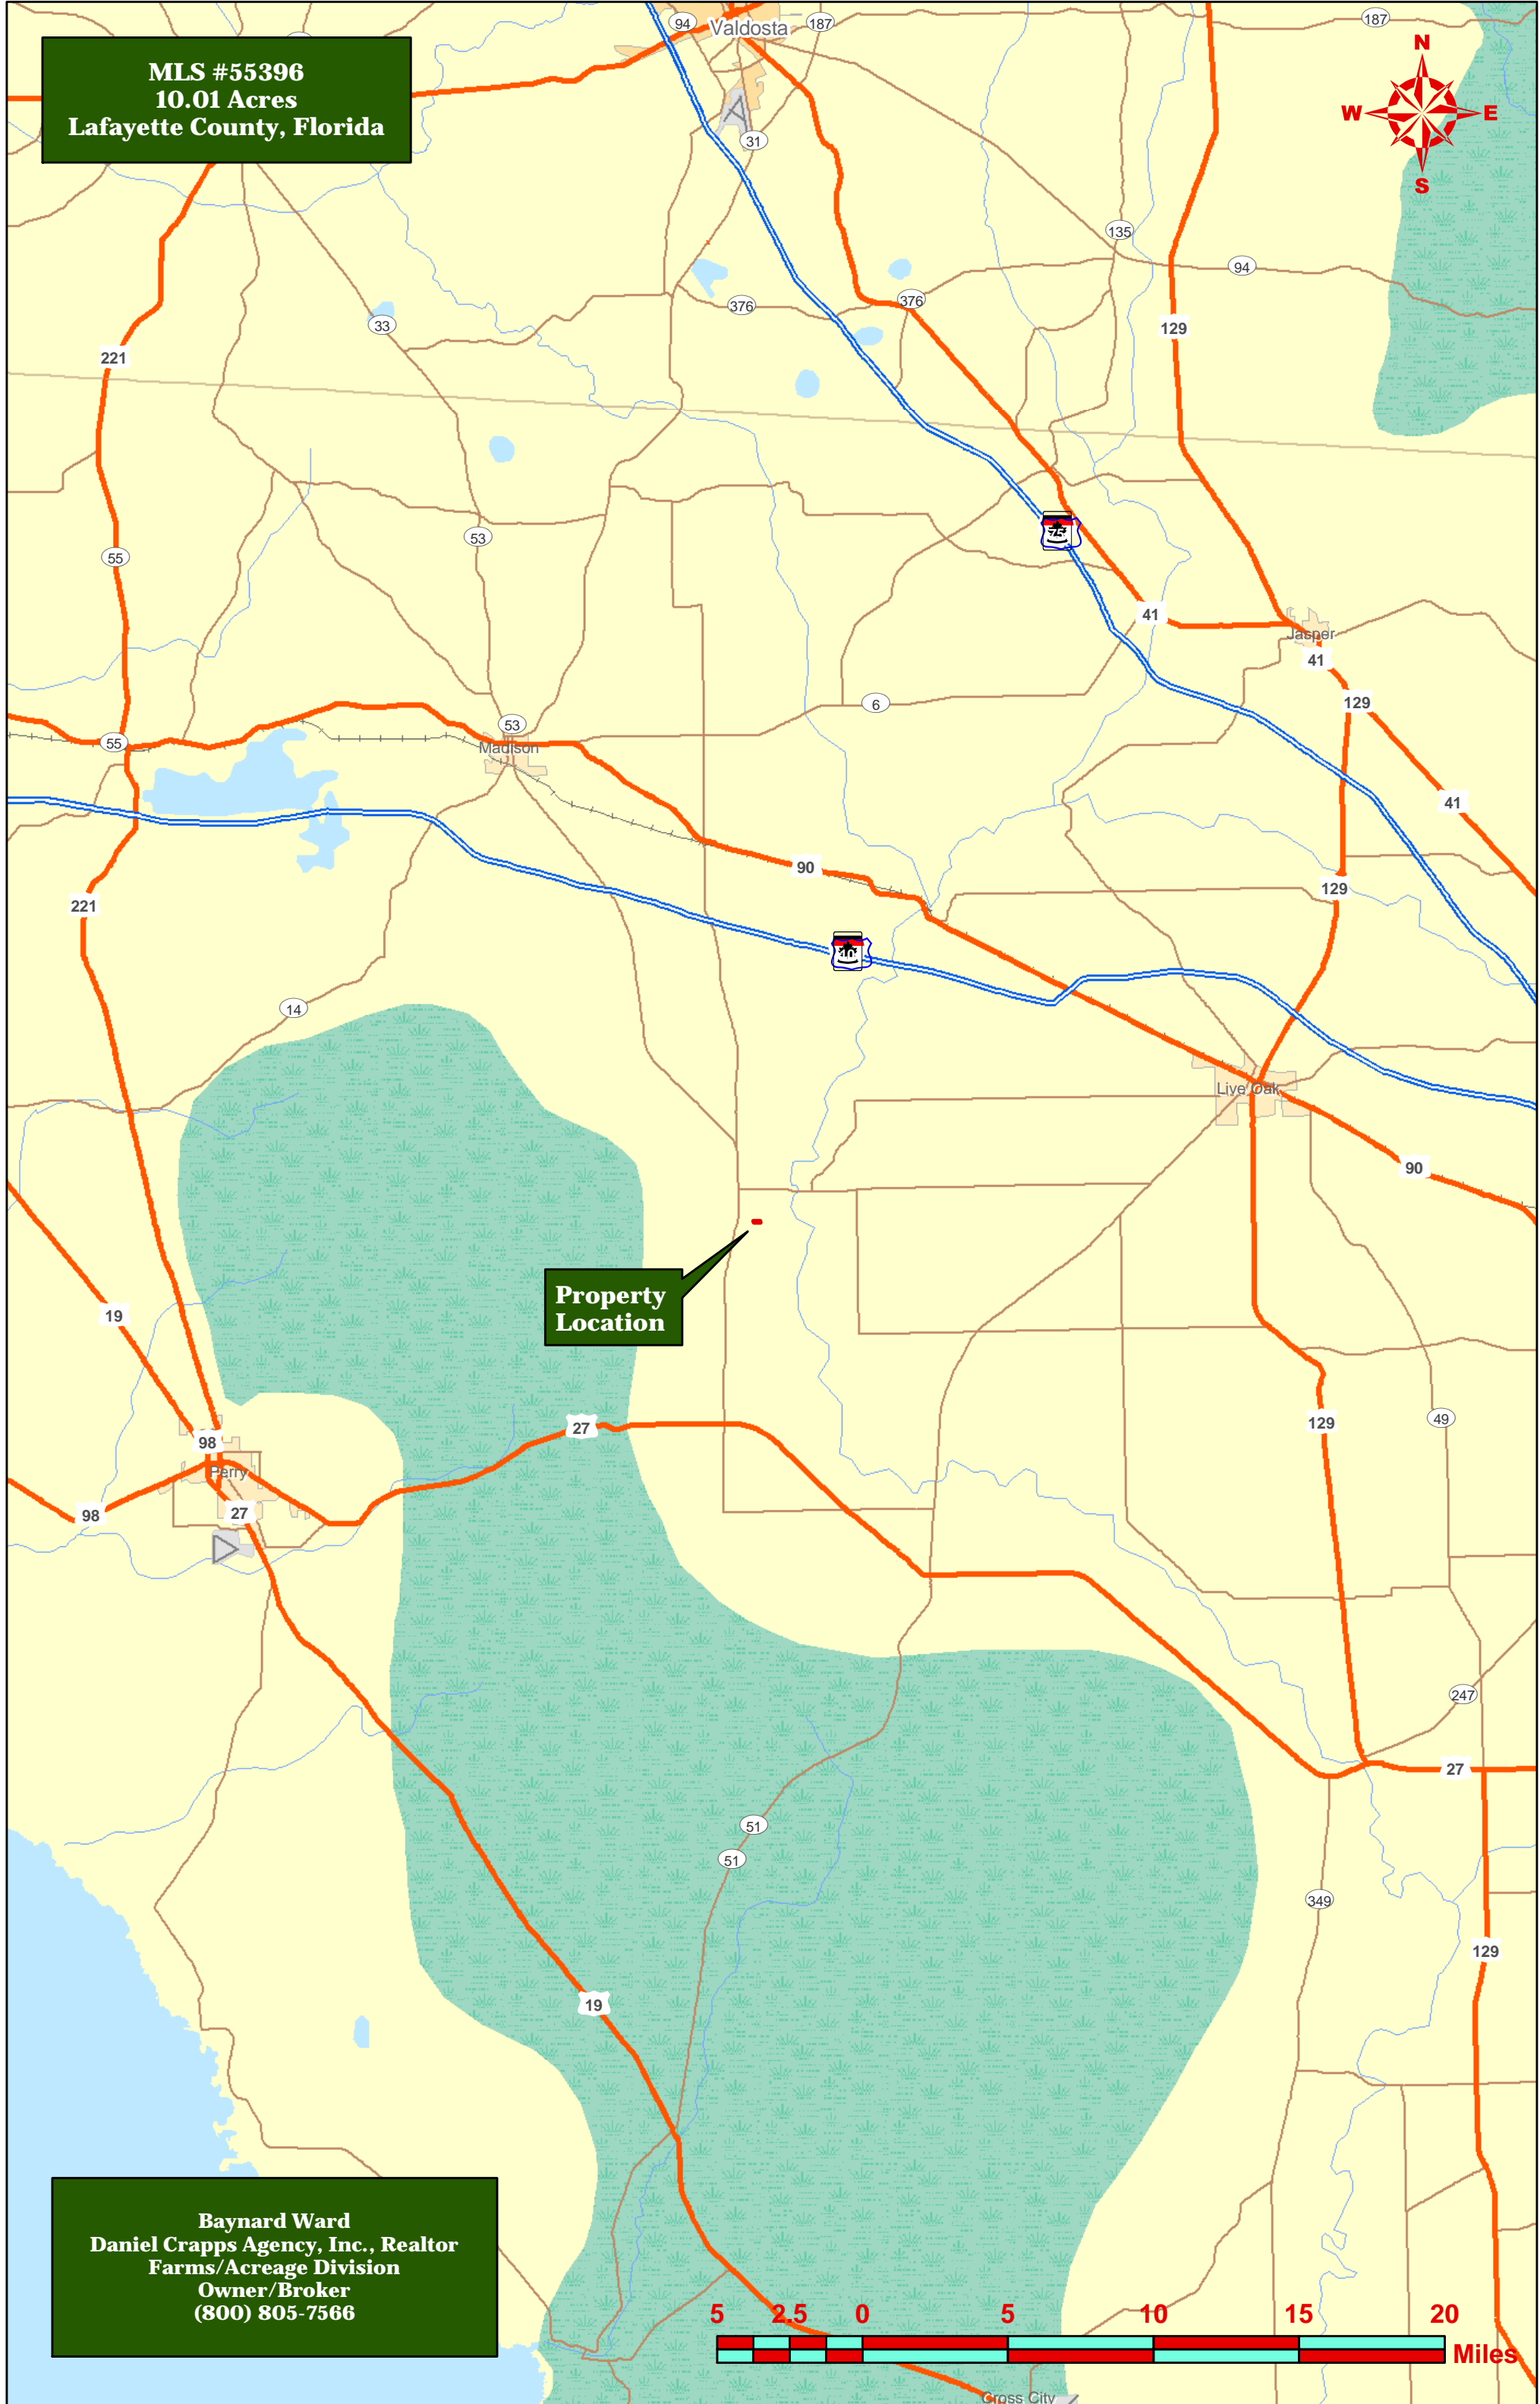 94
Valdosta
187
187
MLS #55396
10.01 Acres
Lafayette County, Florida
N
W
E
S
31
135
94
376
376
33
129
221
53
55
41
Jasper
41
129
6
53
Madison
55
41
90
129
221
10
14
Live Oak
90
Property
Location
19
27
129
49
98
Perry
98
27
247
27
51
51
349
129
19
Baynard Ward
Daniel Crapps Agency, Inc., Realtor
Farms/Acreage Division
Owner/Broker
(800) 805-7566
5
2.5
0
5
10
15
20
Miles
Cross City